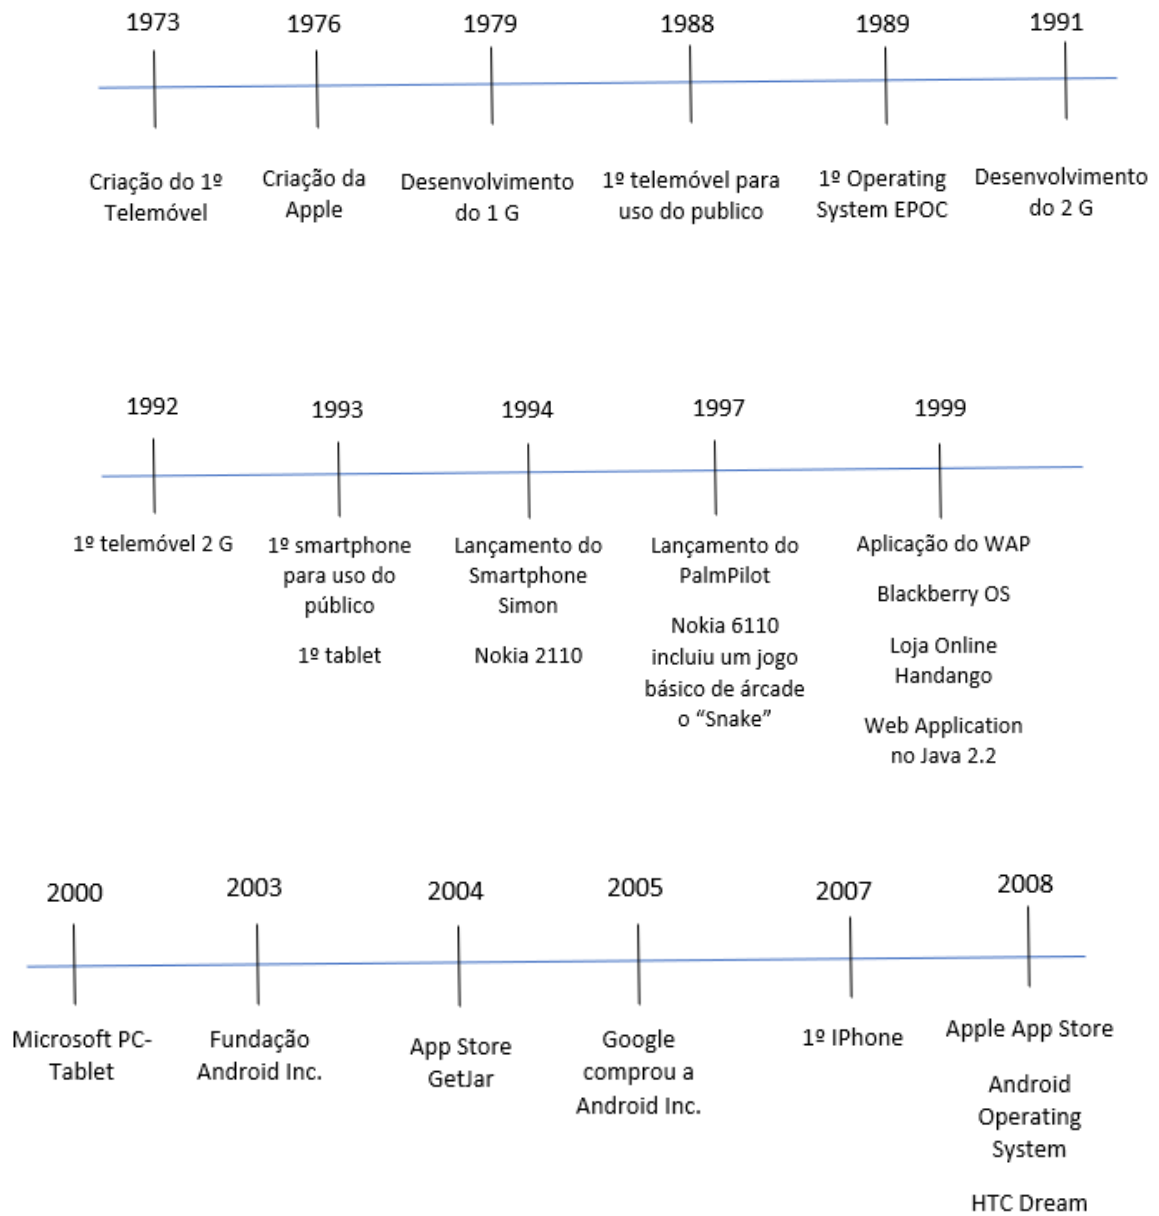 1973
1976
1979
1988
1989
1991
Criação do 1º
Telemóvel
Criação da
Apple
Desenvolvimento
do 1 G
1º telemóvel para
uso do publico
1º Operating
System EPOC
Desenvolvimento
do 2 G
1992
1993
1994
1997
1999
1º telemóvel 2 G
1º smartphone
para uso do
público
1º tablet
Lançamento do
Smartphone
Simon
Nokia 2110
Lançamento do
PalmPilot
Nokia 6110
incluiu um jogo
básico de árcade
o “Snake”
Aplicação do WAP
Blackberry OS
Loja Online
Handango
Web Application
no Java 2.2
2000
2003
2004
2005
2007
2008
Microsoft PC-
Tablet
Fundação
Android Inc.
App Store
GetJar
Google
comprou a
Android Inc.
1º IPhone
Apple App Store
Android
Operating
System
HTC Dream